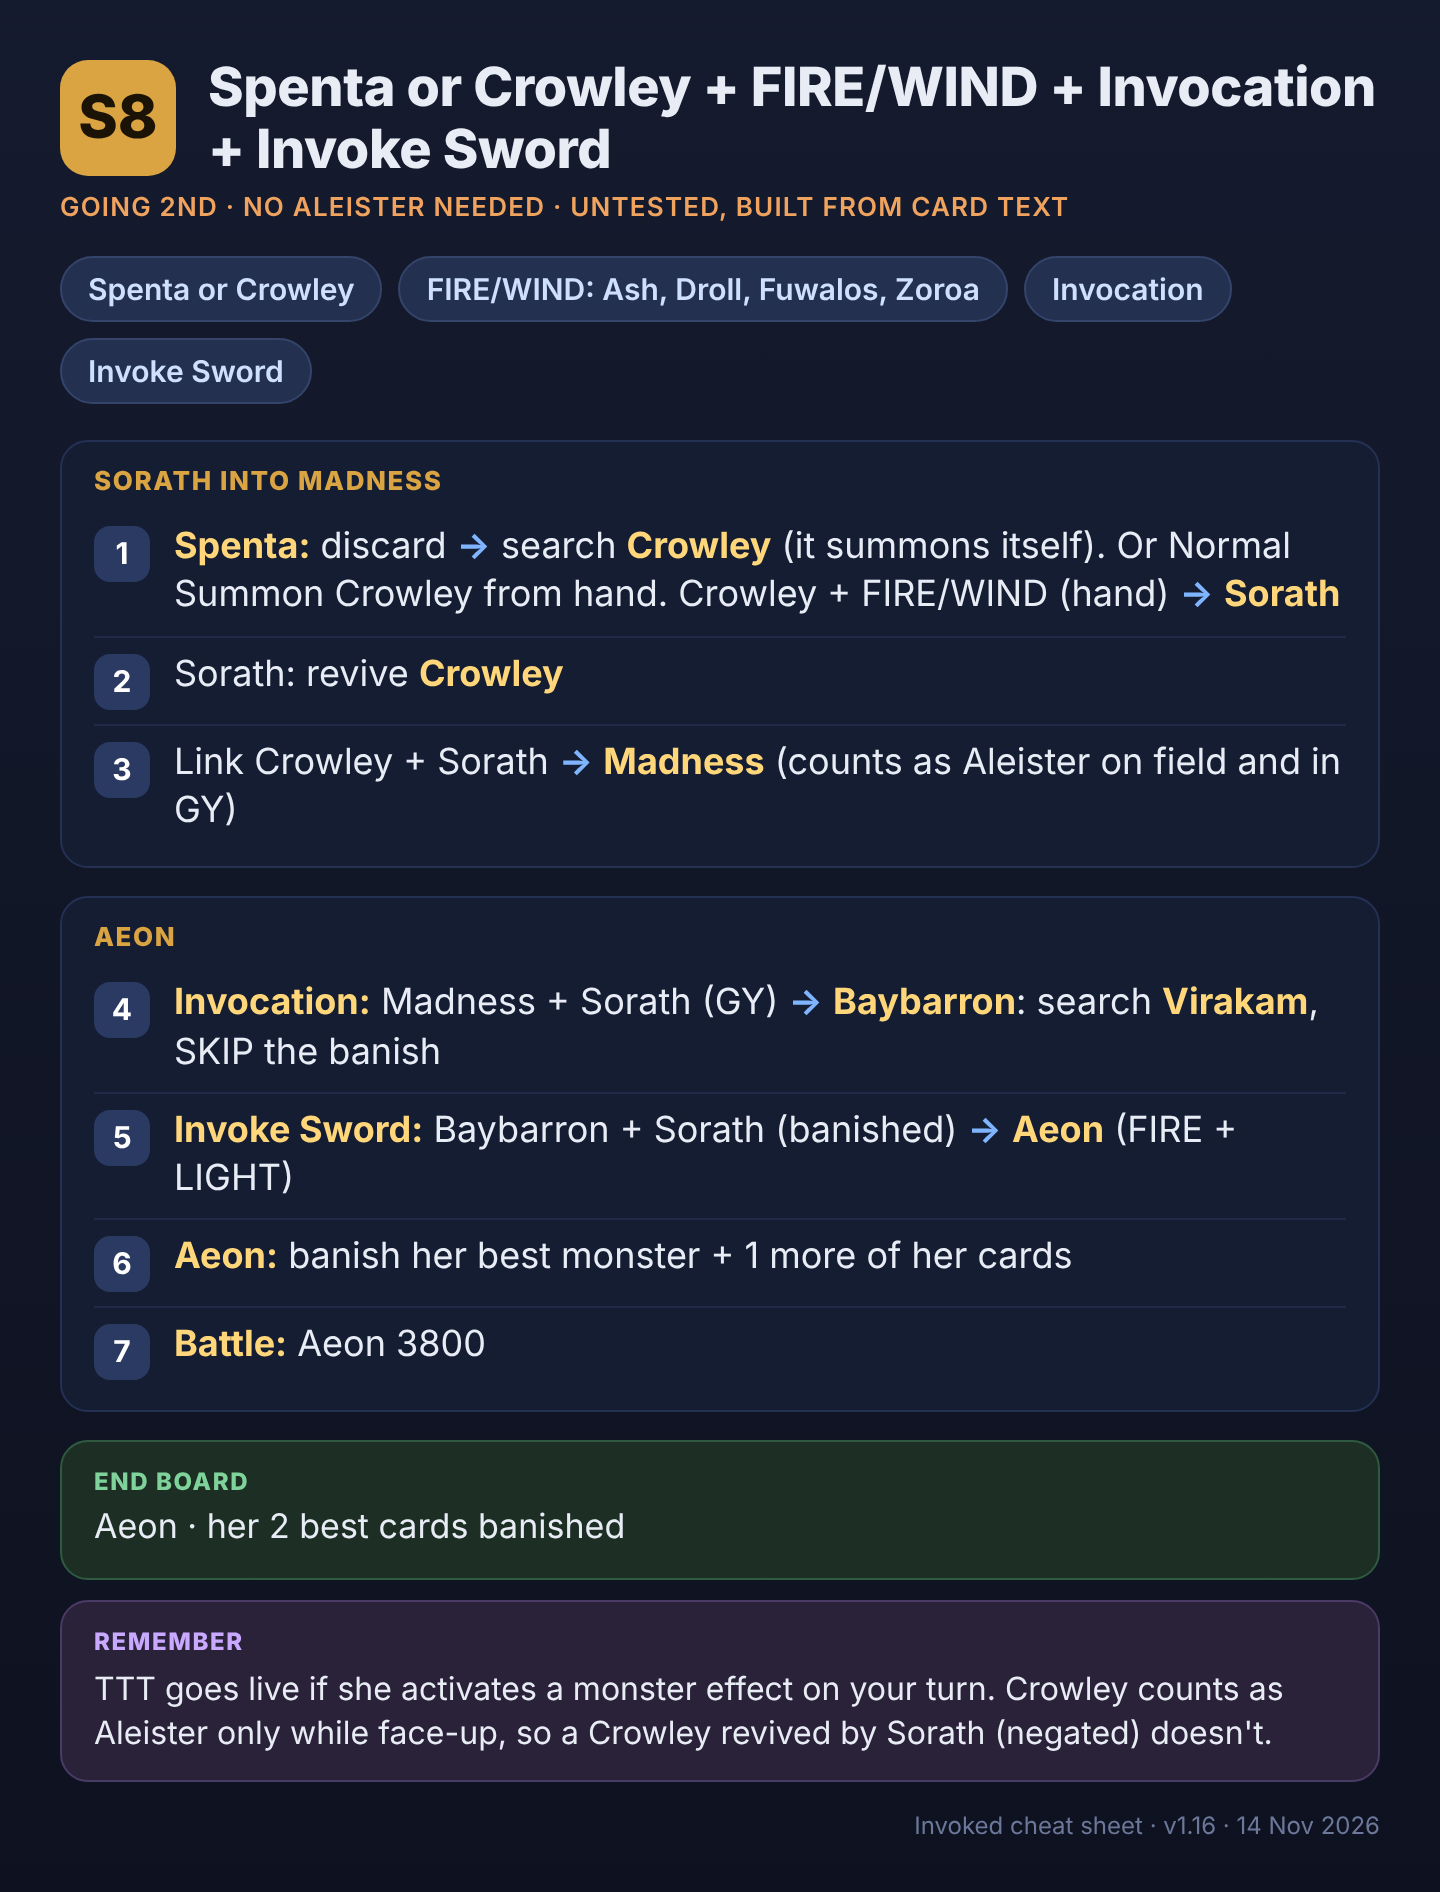 S8
Spenta or Crowley + FIRE/WIND + Invocation
+ Invoke Sword
GOING 2ND · NO ALEISTER NEEDED · UNTESTED, BUILT FROM CARD TEXT
Spenta or Crowley
FIRE/WIND: Ash, Droll, Fuwalos, Zoroa
Invocation
Invoke Sword
SORATH INTO MADNESS
1 Spenta: discard → search Crowley (it summons itself). Or Normal
Summon Crowley from hand. Crowley + FIRE/WIND (hand) → Sorath
2 Sorath: revive Crowley
3 Link Crowley + Sorath → Madness (counts as Aleister on field and in
GY)
AEON
4 Invocation: Madness + Sorath (GY) → Baybarron: search Virakam,
SKIP the banish
5 Invoke Sword: Baybarron + Sorath (banished) → Aeon (FIRE +
LIGHT)
6 Aeon: banish her best monster + 1 more of her cards
7 Battle: Aeon 3800
END BOARD
Aeon · her 2 best cards banished
REMEMBER
TTT goes live if she activates a monster effect on your turn. Crowley counts as
Aleister only while face-up, so a Crowley revived by Sorath (negated) doesn't.
Invoked cheat sheet · v1.16 · 14 Nov 2026